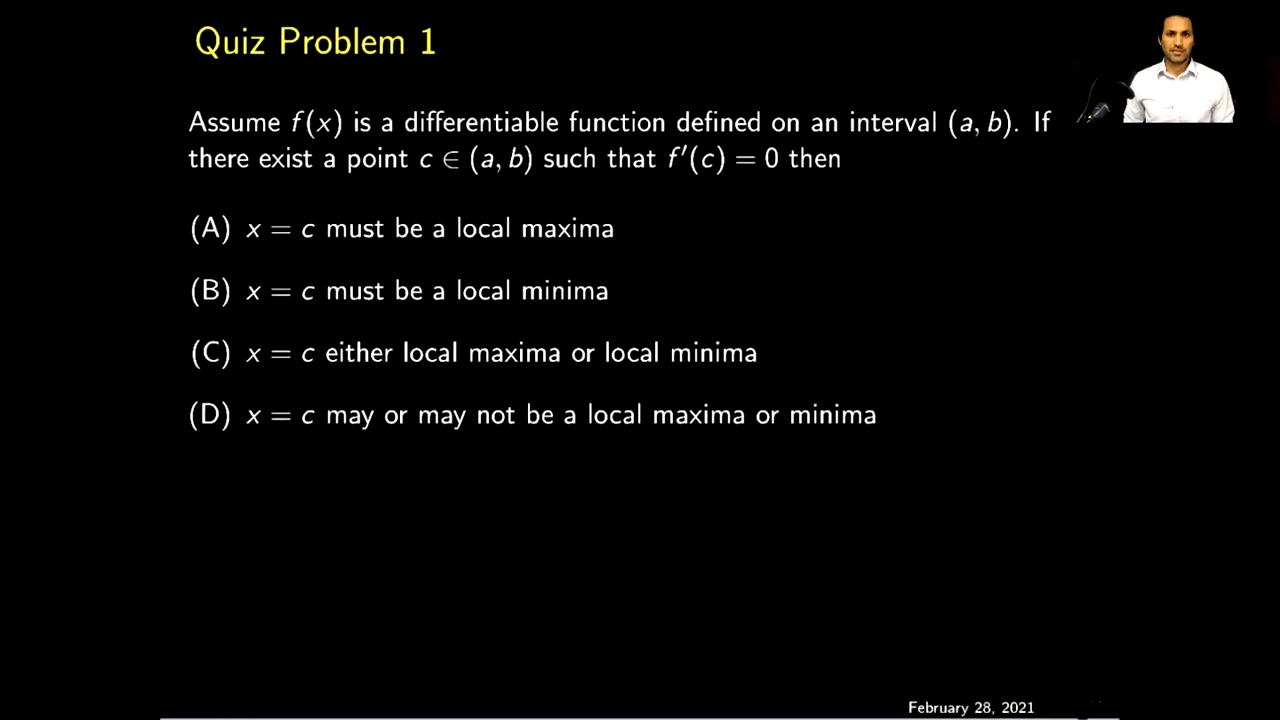 Quiz Problem 1
Assume f(x) is a differentiable function defined on an interval (a, b). If
there exist a point c ∈ (a, b) such that f′(c) = 0 then
(A) x = c must be a local maxima
(B) x = c must be a local minima
(C) x = c either local maxima or local minima
(D) x = c may or may not be a local maxima or minima
February 28, 2021